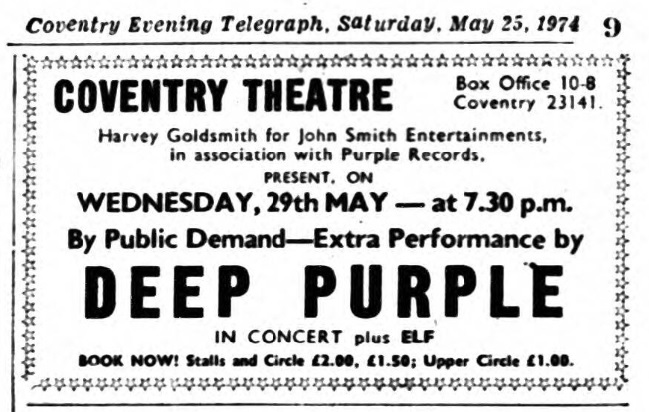 Coventry Evening Telegraph, Saturday, May 25, 1974 9
COVENTRY THEATRE
Box Office 10-8
Coventry 23141.
Harvey Goldsmith for John Smith Entertainments,
in association with Purple Records,
PRESENT, ON
WEDNESDAY, 29th MAY — at 7.30 p.m.
By Public Demand—Extra Performance by
DEEP PURPLE
IN CONCERT plus ELF
BOOK NOW! Stalls and Circle £2.00, £1.50; Upper Circle £1.00.